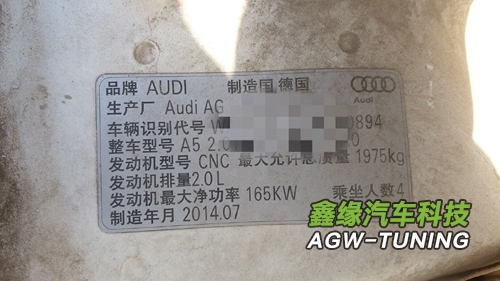 品牌 AUDI 制造国 德国
Audi
生产厂 Audi AG
车辆识别代号 0894
整车型号 A5 2.0
发动机型号 CNC 最大允许总质量 1975kg
发动机排量2.0L
发动机最大净功率 165KW 乘坐人数4
制造年月 2014.07
鑫缘汽车科技
AGW-TUNING